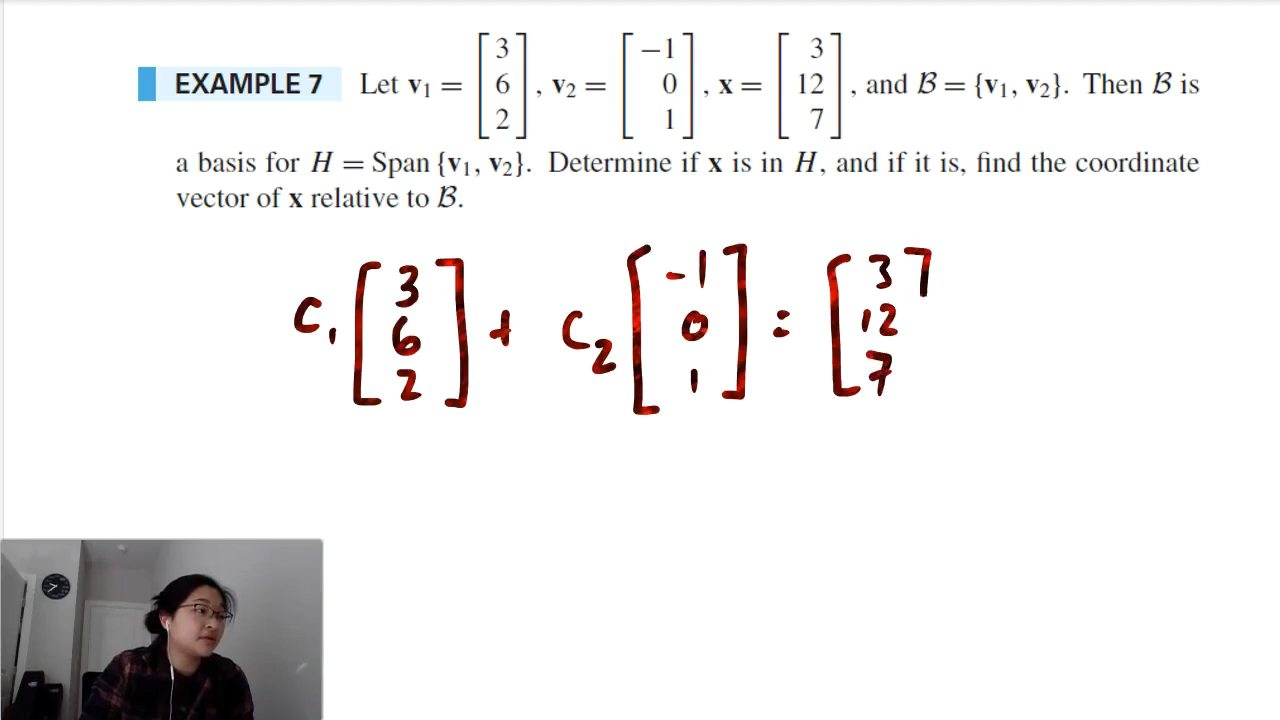 EXAMPLE 7 Let v₁ = [3 6 2], v₂ = [−1 0 1], x = [3 12 7], and ℬ = {v₁, v₂}. Then ℬ is
a basis for H = Span {v₁, v₂}. Determine if x is in H, and if it is, find the coordinate
vector of x relative to ℬ.
c₁ [3 6 2] + c₂ [-1 0 1] = [3 12 7]